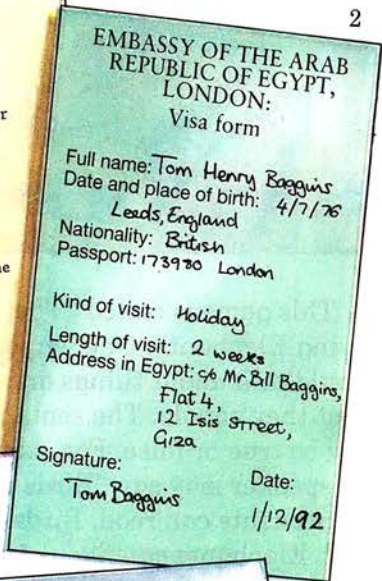 2
r
e
EMBASSY OF THE ARAB
REPUBLIC OF EGYPT,
LONDON:
Visa form
Full name: Tom Henry Baggins
Date and place of birth: 4/7/76
Leeds, England
Nationality: British
Passport: 173980 London
Kind of visit: Holiday
Length of visit: 2 weeks
Address in Egypt: c/o Mr Bill Baggins,
Flat 4,
12 Isis Street,
Giza
Signature: Date:
Tom Baggins 1/12/92